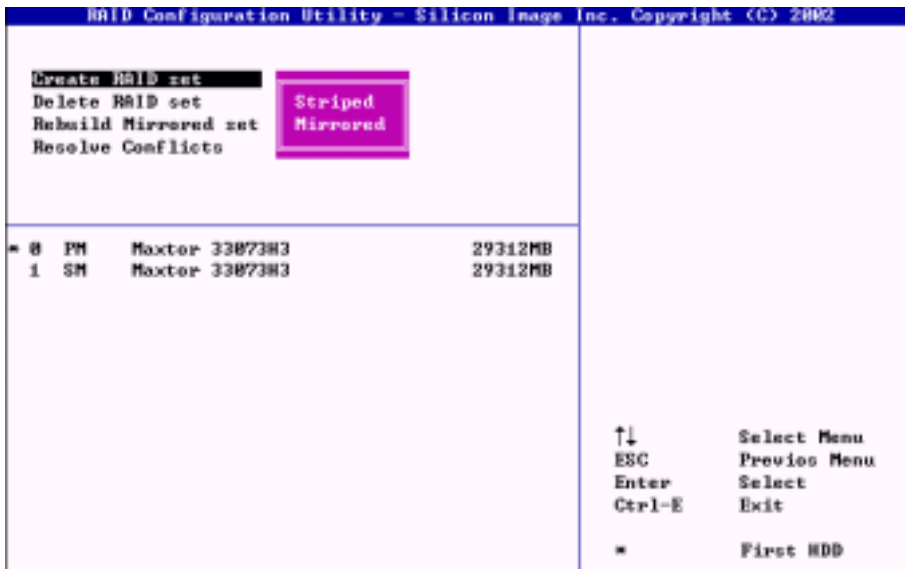 RAID Configuration Utility - Silicon Image Inc. Copyright (C) 2002
Create RAID set
Delete RAID set
Rebuild Mirrored set
Resolve Conflicts
Striped
Mirrored
* 0 PM Maxtor 33073H3 29312MB
1 SM Maxtor 33073H3 29312MB
↑↓ Select Menu
ESC Previos Menu
Enter Select
Ctrl-E Exit
* First HDD